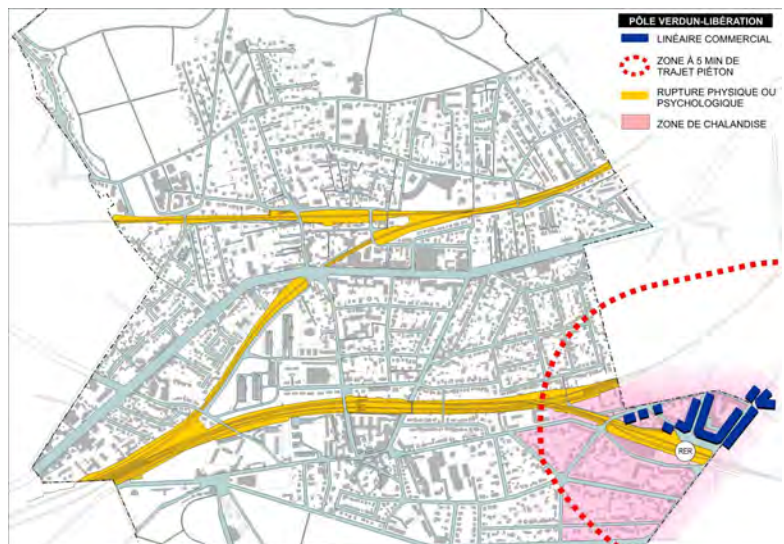 PÔLE VERDUN-LIBÉRATION
LINÉAIRE COMMERCIAL
ZONE À 5 MIN DE
TRAJET PIÉTON
RUPTURE PHYSIQUE OU
PSYCHOLOGIQUE
ZONE DE CHALANDISE
RER